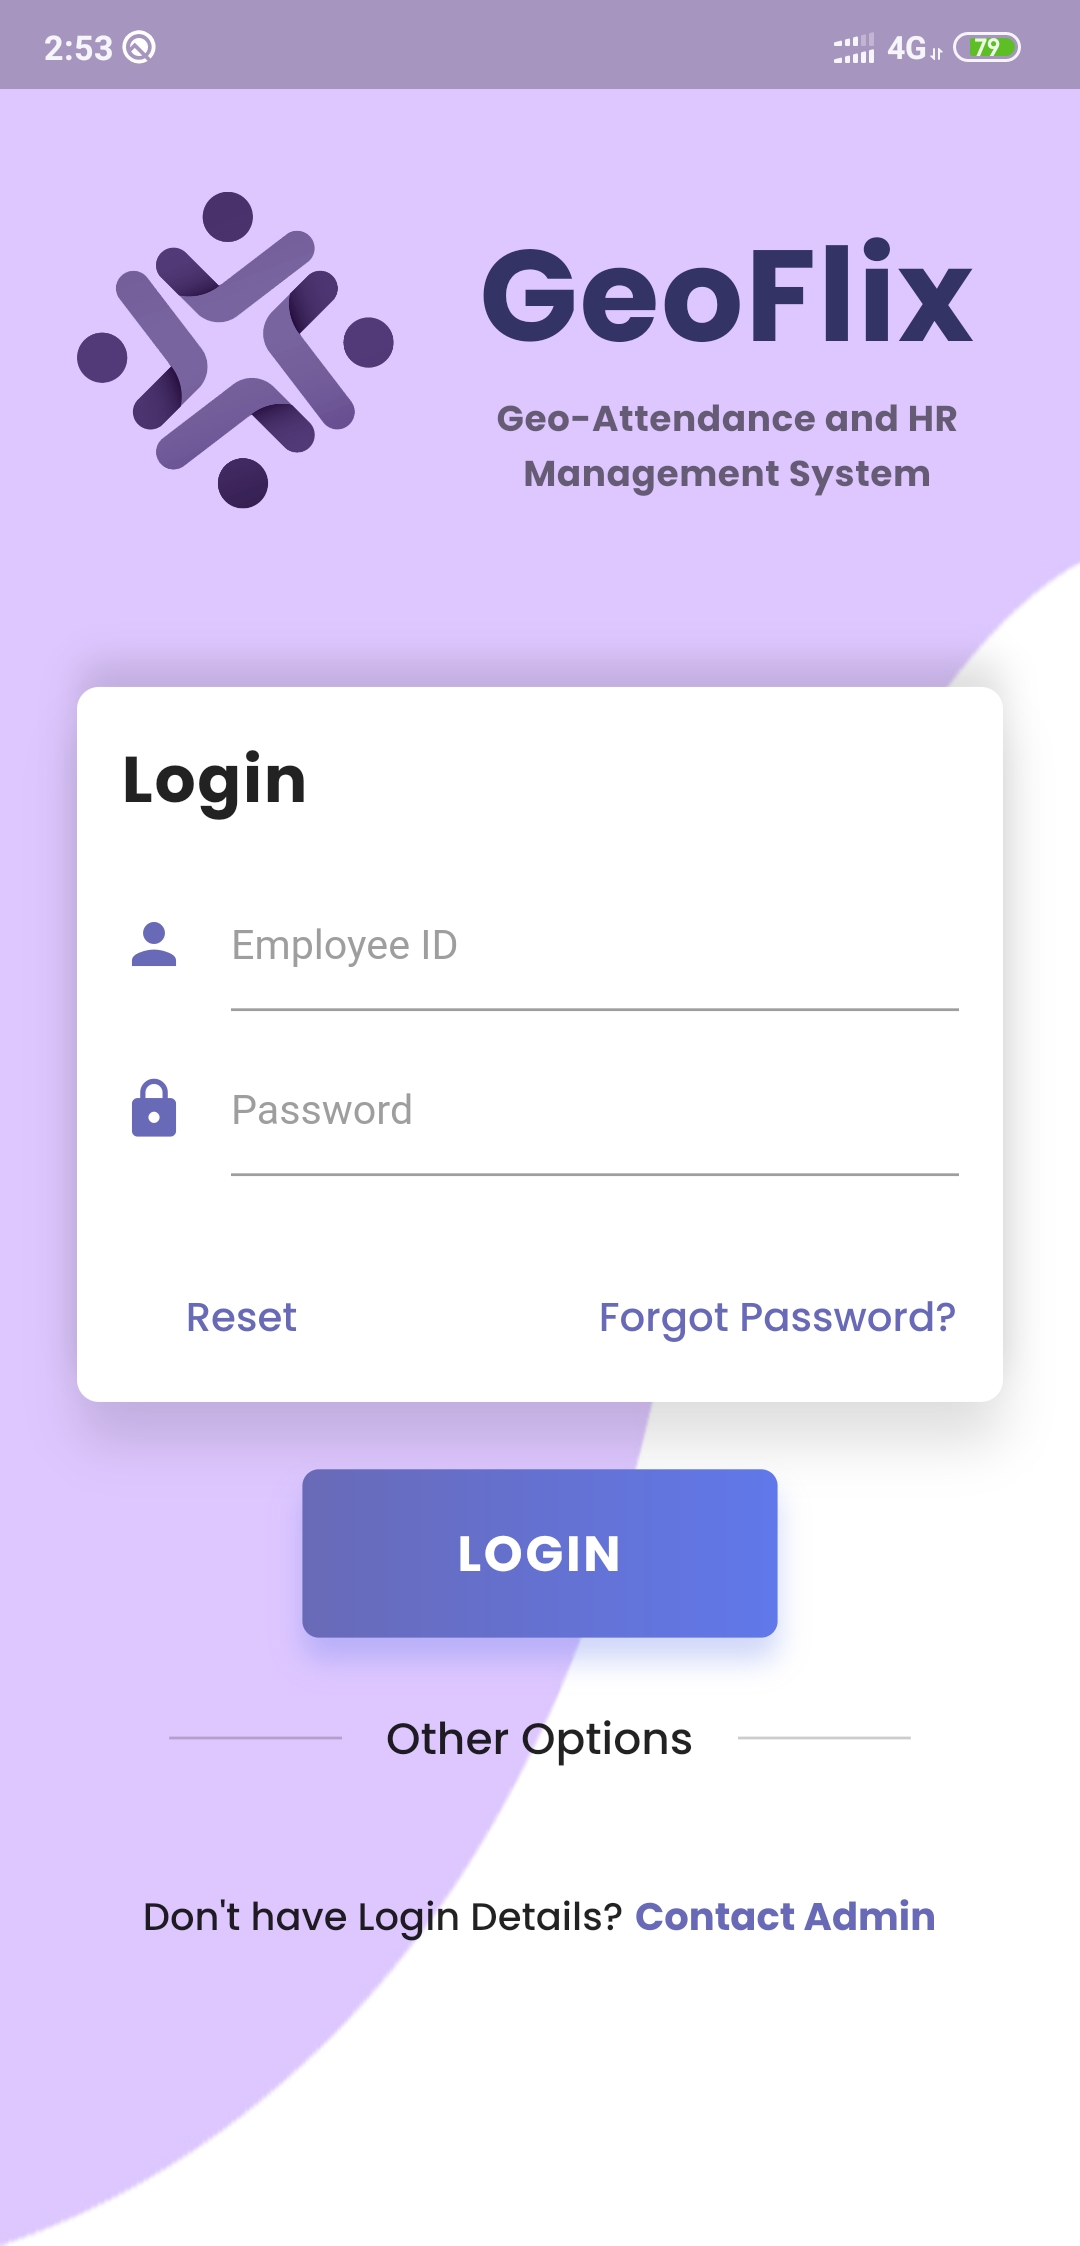 2:53
4G
79
GeoFlix
Geo-Attendance and HR
Management System
Login
Employee ID
Password
Reset
Forgot Password?
LOGIN
Other Options
Don't have Login Details? Contact Admin